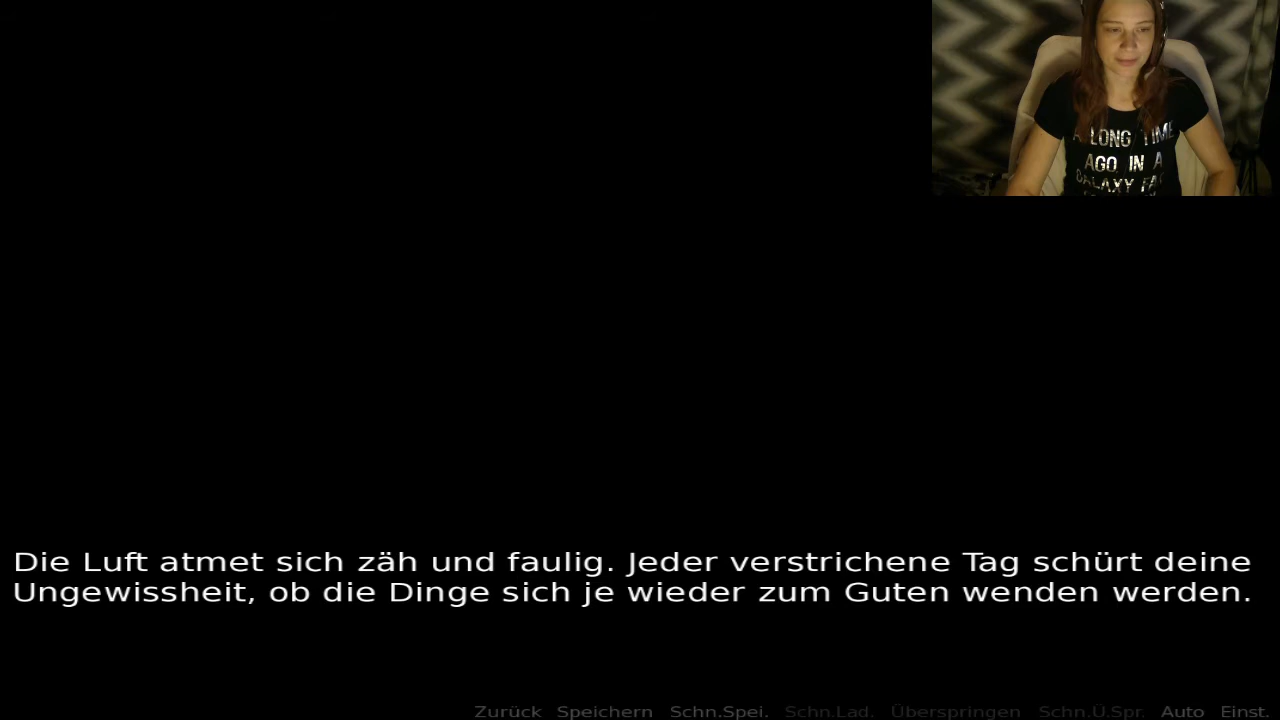 A LONG TIME
AGO IN A
GALAXY FA
Die Luft atmet sich zäh und faulig. Jeder verstrichene Tag schürt deine
Ungewissheit, ob die Dinge sich je wieder zum Guten wenden werden.
Zurück Speichern Schn.Spei. Schn.Lad. Überspringen Schn.Ü.Spr. Auto Einst.